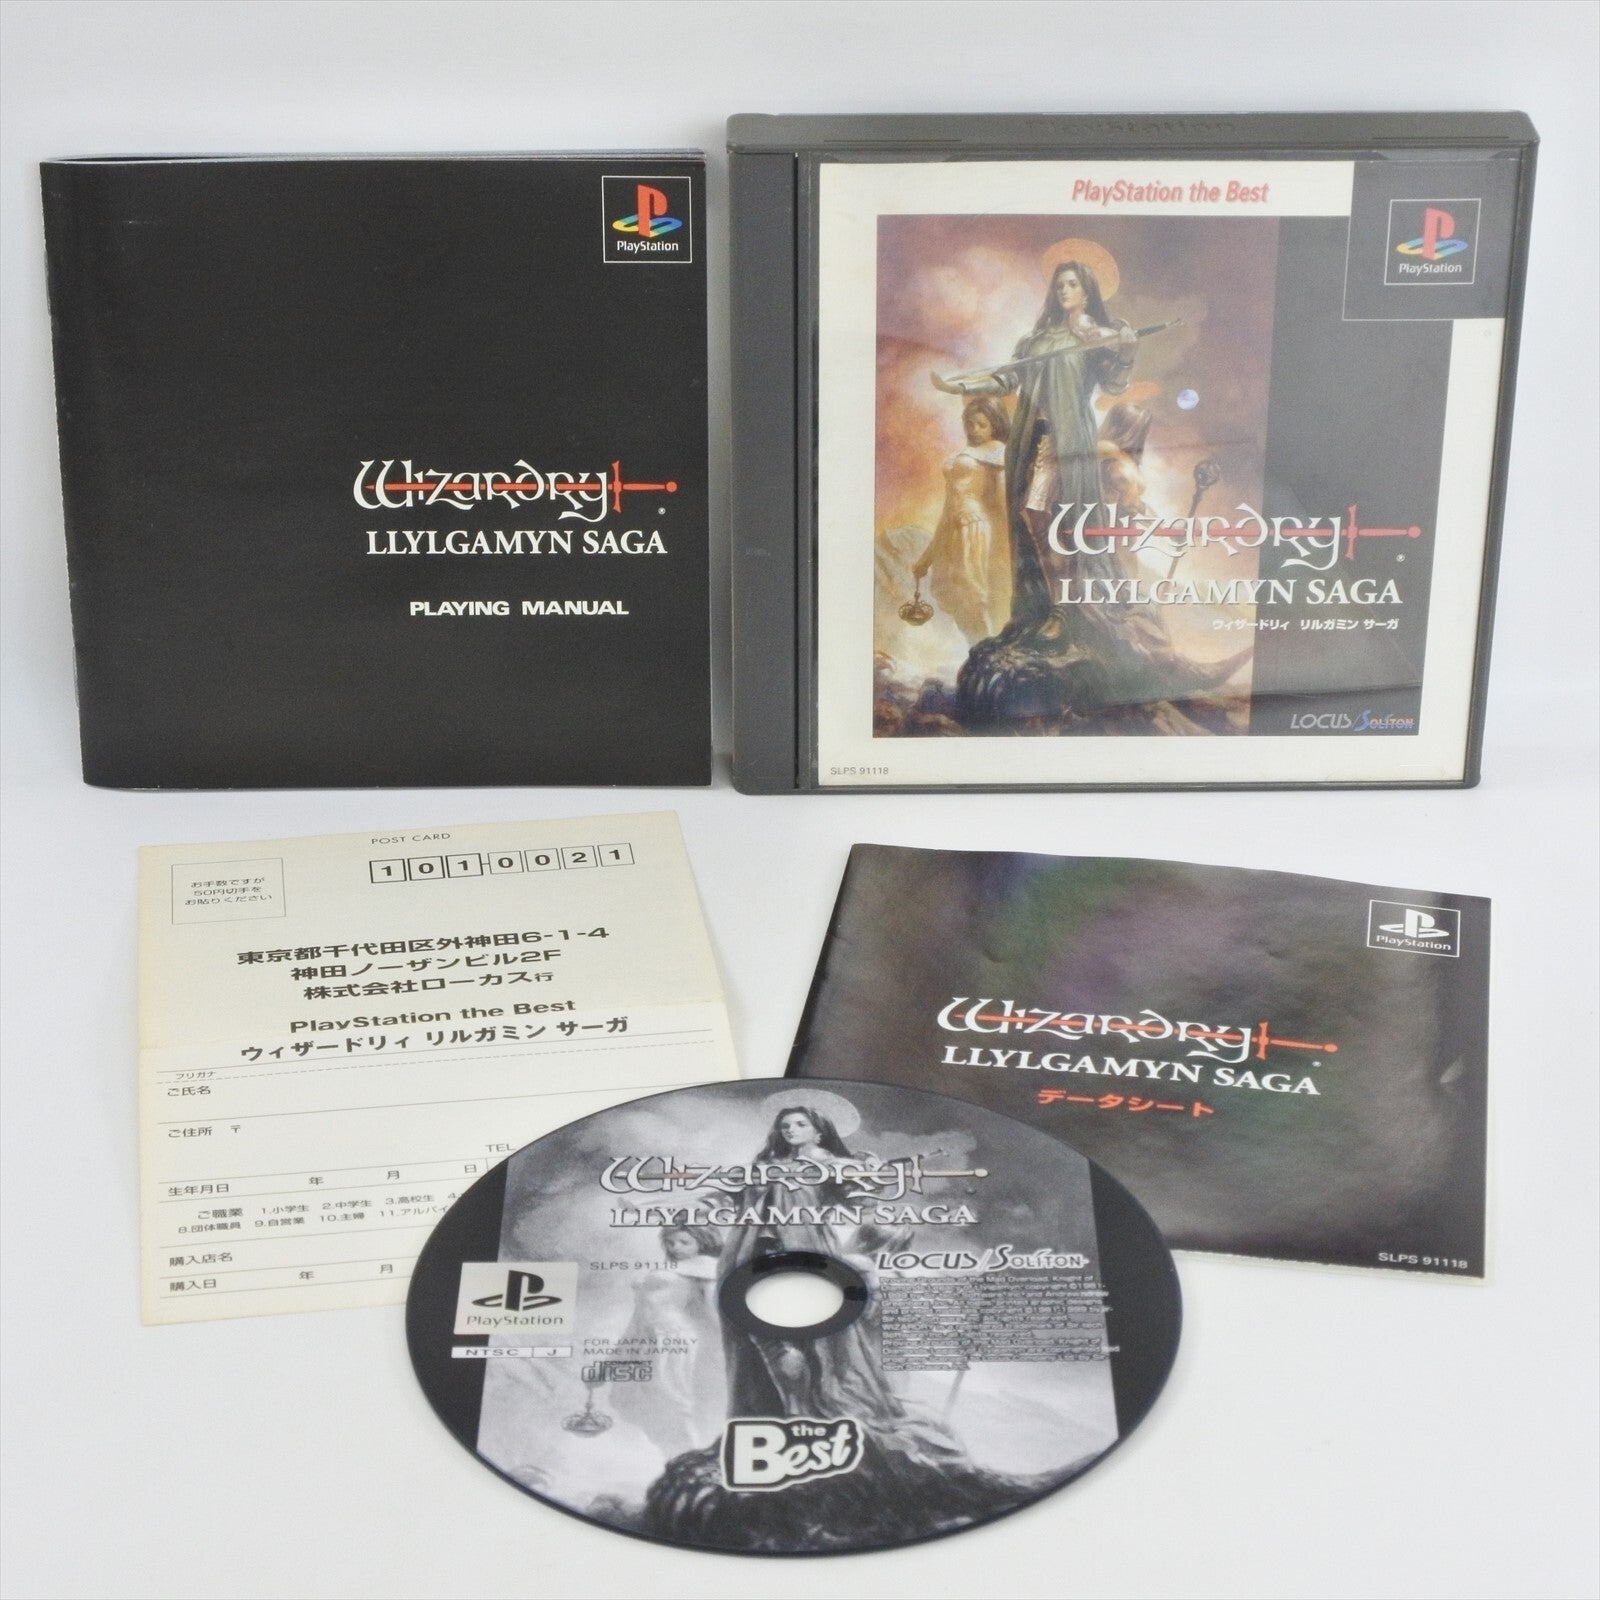 PlayStation
Wizardry
®
LLYLGAMYN SAGA
PLAYING MANUAL
PlayStation
PlayStation the Best
PlayStation
Wizardry
®
LLYLGAMYN SAGA
ウィザードリィ リルガミン サーガ
LOCUS/SOLITON
SLPS 91118
POST CARD
お手数ですが
50円切手を
お貼りください
101-0021
東京都千代田区外神田6-1-4
神田ノーザンビル2F
株式会社ローカス行
PlayStation the Best
ウィザードリィ リルガミン サーガ
フリガナ
ご氏名
ご住所 〒
TEL
生年月日 年 月 日
ご職業 1.小学生 2.中学生 3.高校生 4.
8.団体職員 9.自営業 10.主婦 11.アルバイ
購入店名
購入日 年 月
PlayStation
Wizardry
®
LLYLGAMYN SAGA
データシート
SLPS 91118
Wizardry
LLYLGAMYN SAGA
SLPS 91118
LOCUS/SOLITON
PlayStation
NTSC J
FOR JAPAN ONLY
MADE IN JAPAN
COMPACT
disc
the
Best